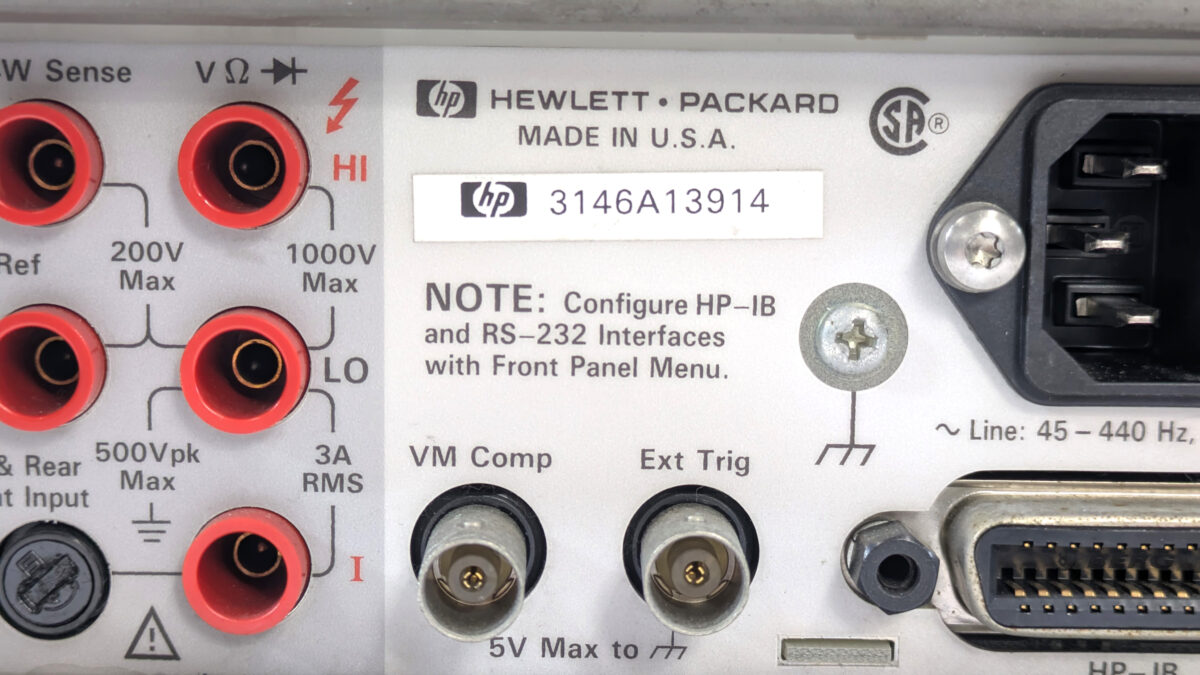 W Sense
V Ω
HI
200V
Max
1000V
Max
Ref
LO
500Vpk
Max
3A
RMS
& Rear
Input
I
hp HEWLETT • PACKARD
MADE IN U.S.A.
SA ®
hp 3146A13914
NOTE: Configure HP–IB
and RS–232 Interfaces
with Front Panel Menu.
VM Comp
Ext Trig
5V Max to
~ Line: 45 – 440 Hz,
HP–IB